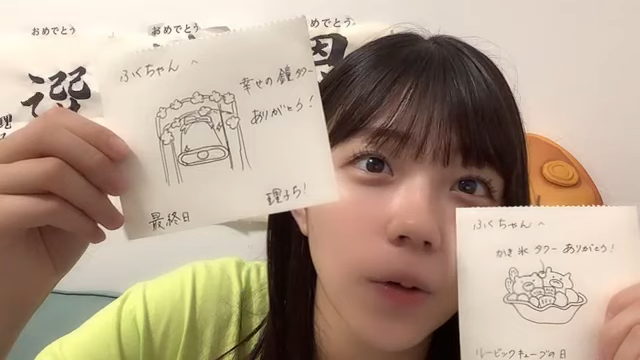 おめでとう
おめでとう
おめでとう
選
ふくちゃんへ
幸せの鐘タワー
ありがとう!
理子ち!
最終日
ふくちゃんへ
かき氷タワーありがとう!
ルービックキューブの日